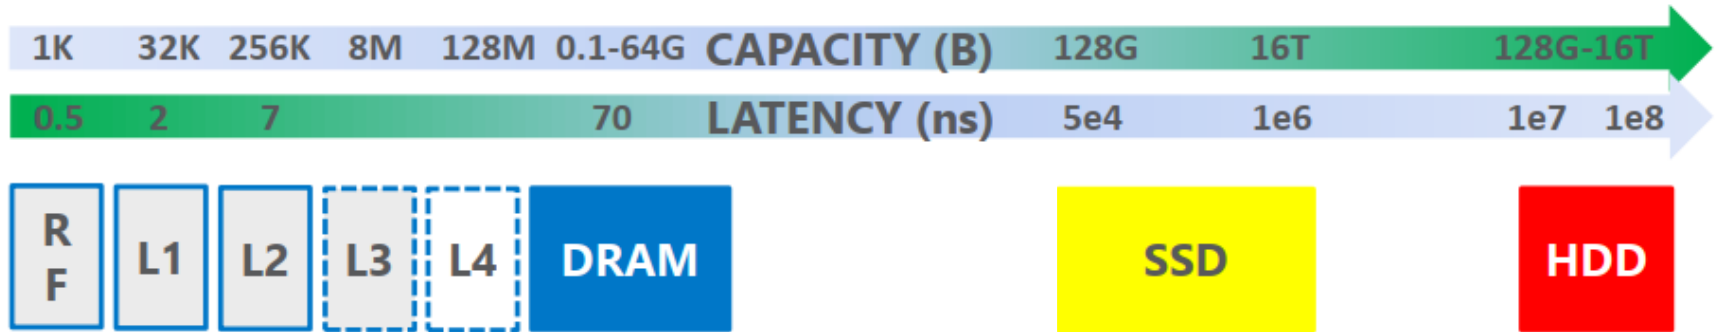 1K 32K 256K 8M 128M 0.1-64G CAPACITY (B) 128G 16T 128G-16T
0.5 2 7 70 LATENCY (ns) 5e4 1e6 1e7 1e8
R
F
L1 L2 L3 L4 DRAM SSD HDD